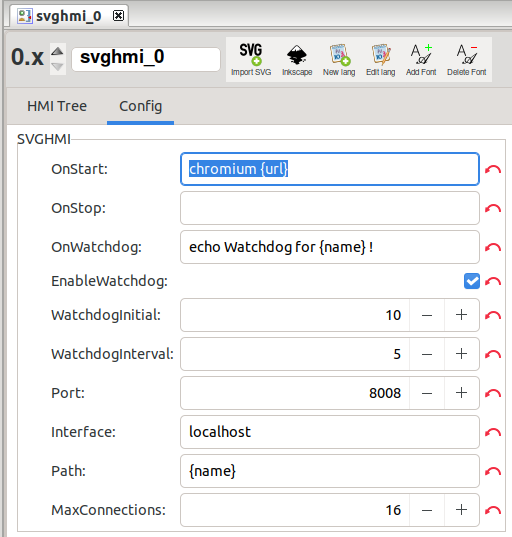 svghmi_0
0.x
svghmi_0
SVG
Import SVG
Inkscape
New lang
Edit lang
Add Font
Delete Font
HMI Tree
Config
SVGHMI
OnStart: chromium {url}
OnStop:
OnWatchdog: echo Watchdog for {name} !
EnableWatchdog:
WatchdogInitial: 10
WatchdogInterval: 5
Port: 8008
Interface: localhost
Path: {name}
MaxConnections: 16